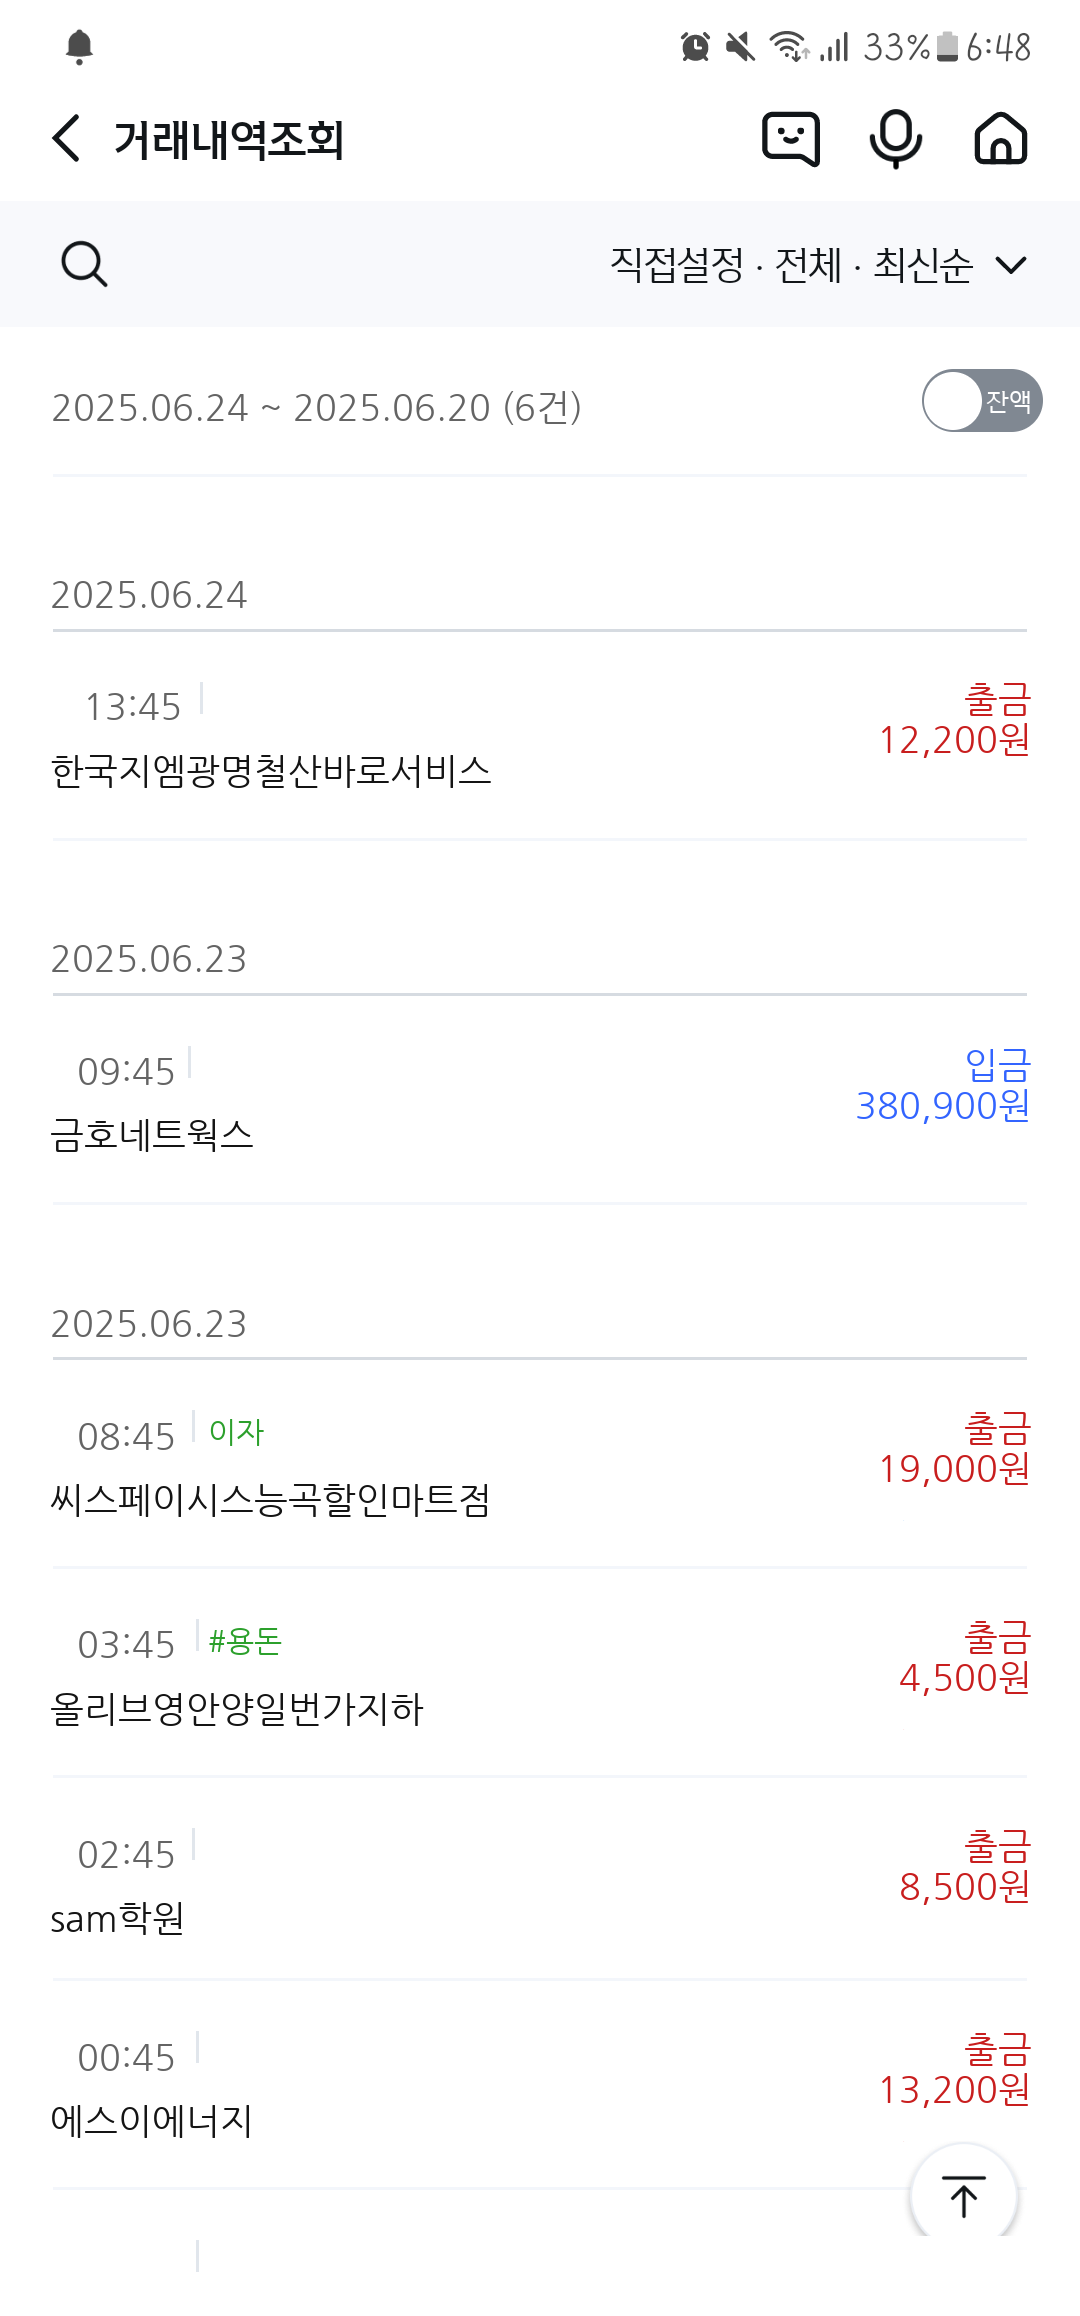 33% 6:48
거래내역조회
직접설정 · 전체 · 최신순
2025.06.24 ~ 2025.06.20 (6건)
잔액
2025.06.24
13:45
출금
12,200원
한국지엠광명철산바로서비스
2025.06.23
09:45
입금
380,900원
금호네트웍스
2025.06.23
08:45 이자
출금
19,000원
씨스페이시스능곡할인마트점
03:45 #용돈
출금
4,500원
올리브영안양일번가지하
02:45
출금
8,500원
sam학원
00:45
출금
13,200원
에스이에너지